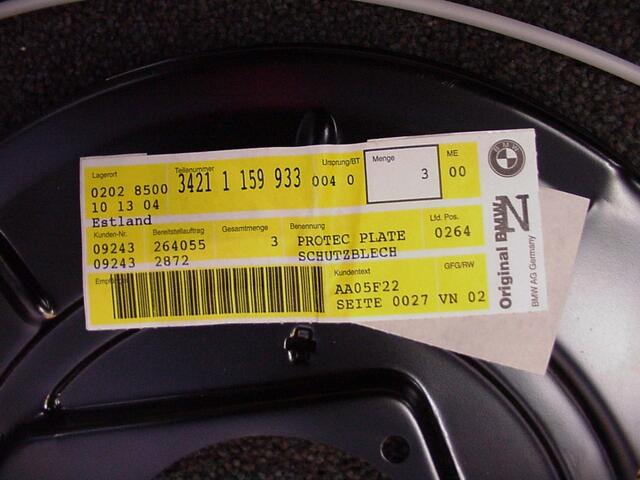 Lagerort Teilenummer Ursprung/BT Menge ME
0202 8500 3421 1 159 933 004 0 3 00
10 13 04
Estland
Kunden-Nr. Bereitstellauftrag Gesamtmenge Benennung Lfd. Pos.
09243 264055 3 PROTEC PLATE 0264
09243 2872 SCHUTZBLECH
Kundentext GFG/RW
AA05F22
SEITE 0027 VN 02
BMW
N
Original BMW
BMW AG Germany